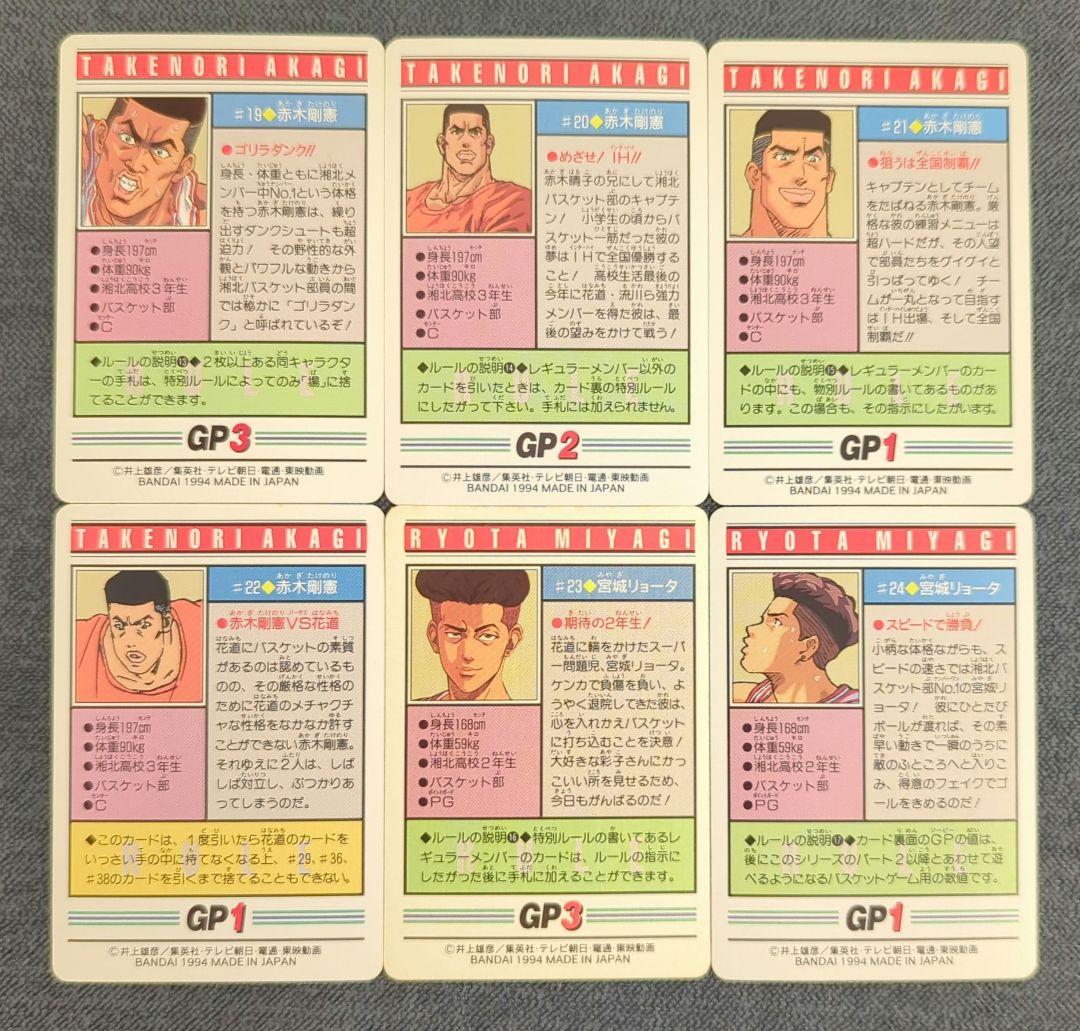 TAKENORI AKAGI
#19◆赤木剛憲
●ゴリラダンク!!
身長・体重ともに湘北メ
ンバー中No.1という体格
を持つ赤木剛憲は、繰り
出すダンクシュートも超
迫力! その野性的な外
観とパワフルな動きから
湘北バスケット部員の間
では秘かに「ゴリラダン
ク」と呼ばれているぞ!
●身長197cm
●体重90kg
●湘北高校3年生
●バスケット部
●C
◆ルールの説明⓭◆2枚以上ある同キャラクタ
ーの手札は、特別ルールによってのみ「場」に捨
てることができます。
GP3
©井上雄彦/集英社・テレビ朝日・電通・東映動画
BANDAI 1994 MADE IN JAPAN
TAKENORI AKAGI
#20◆赤木剛憲
●めざせ! IH!!
赤木晴子の兄にして湘北
バスケット部のキャプテ
ン! 小学生の頃からバ
スケット一筋だった彼の
夢はIHで全国優勝する
こと! 高校生活最後の
今年に花道・流川ら強力
メンバーを得た彼は、最
後の望みをかけて戦う!
●身長197cm
●体重90kg
●湘北高校3年生
●バスケット部
●C
◆ルールの説明⓮◆レギュラーメンバー以外の
カードを引いたときは、カード裏の特別ルール
にしたがって下さい。手札には加えられません。
GP2
©井上雄彦/集英社・テレビ朝日・電通・東映動画
BANDAI 1994 MADE IN JAPAN
TAKENORI AKAGI
#21◆赤木剛憲
●狙うは全国制覇!!
キャプテンとしてチーム
をたばねる赤木剛憲。厳
格な彼の練習メニューは
超ハードだが、その人望
で部員たちをグイグイと
引っぱってゆく! チー
ムが一丸となって目指す
はIH出場、そして全国
制覇だ!!
●身長197cm
●体重90kg
●湘北高校3年生
●バスケット部
●C
◆ルールの説明⓯◆レギュラーメンバーのカー
ドの中にも、特別ルールの書いてあるものがあ
ります。この場合も、その指示にしたがいます。
GP1
©井上雄彦/集英社・テレビ朝日・電通・東映動画
BANDAI 1994 MADE IN JAPAN
TAKENORI AKAGI
#22◆赤木剛憲
●赤木剛憲VS花道
花道にバスケットの素質
があるのは認めているも
のの、その厳格な性格の
ために花道のメチャクチ
ャな性格をなかなか許す
ことができない赤木剛憲。
それゆえに2人は、しば
しば対立し、ぶつかりあ
ってしまうのだ。
●身長197cm
●体重90kg
●湘北高校3年生
●バスケット部
●C
◆このカードは、1度引いたら花道のカードを
いっさい手の中に持てなくなる上、#29、#36、
#38のカードを引くまで捨てることもできない。
GP1
©井上雄彦/集英社・テレビ朝日・電通・東映動画
BANDAI 1994 MADE IN JAPAN
RYOTA MIYAGI
#23◆宮城リョータ
●期待の2年生!
花道に輪をかけたスーパ
ー問題児、宮城リョータ。
ケンカで負傷を負い、よ
うやく退院してきた彼は、
心を入れかえバスケット
に打ち込むことを決意!
大好きな彩子さんにかっ
こいい所を見せるため、
今日もがんばるのだ!
●身長168cm
●体重59kg
●湘北高校2年生
●バスケット部
●PG
◆ルールの説明⓰◆特別ルールの書いてあるレ
ギュラーメンバーのカードは、ルールの指示に
したがった後に手札に加えることができます。
GP3
©井上雄彦/集英社・テレビ朝日・電通・東映動画
BANDAI 1994 MADE IN JAPAN
RYOTA MIYAGI
#24◆宮城リョータ
●スピードで勝負!
小柄な体格ながらも、ス
ピードの速さでは湘北バ
スケット部No.1の宮城リ
ョータ! 彼にひとたび
ボールが渡れば、その素
早い動きで一瞬のうちに
敵のふところへと入りこ
み、得意のフェイクでゴ
ールをきめるのだ!
●身長168cm
●体重59kg
●湘北高校2年生
●バスケット部
●PG
◆ルールの説明⓱◆カード裏面のGPの値は、
後にこのシリーズのパート2以降とあわせて遊
べるようになるバスケットゲーム用の数値です。
GP1
©井上雄彦/集英社・テレビ朝日・電通・東映動画
BANDAI 1994 MADE IN JAPAN